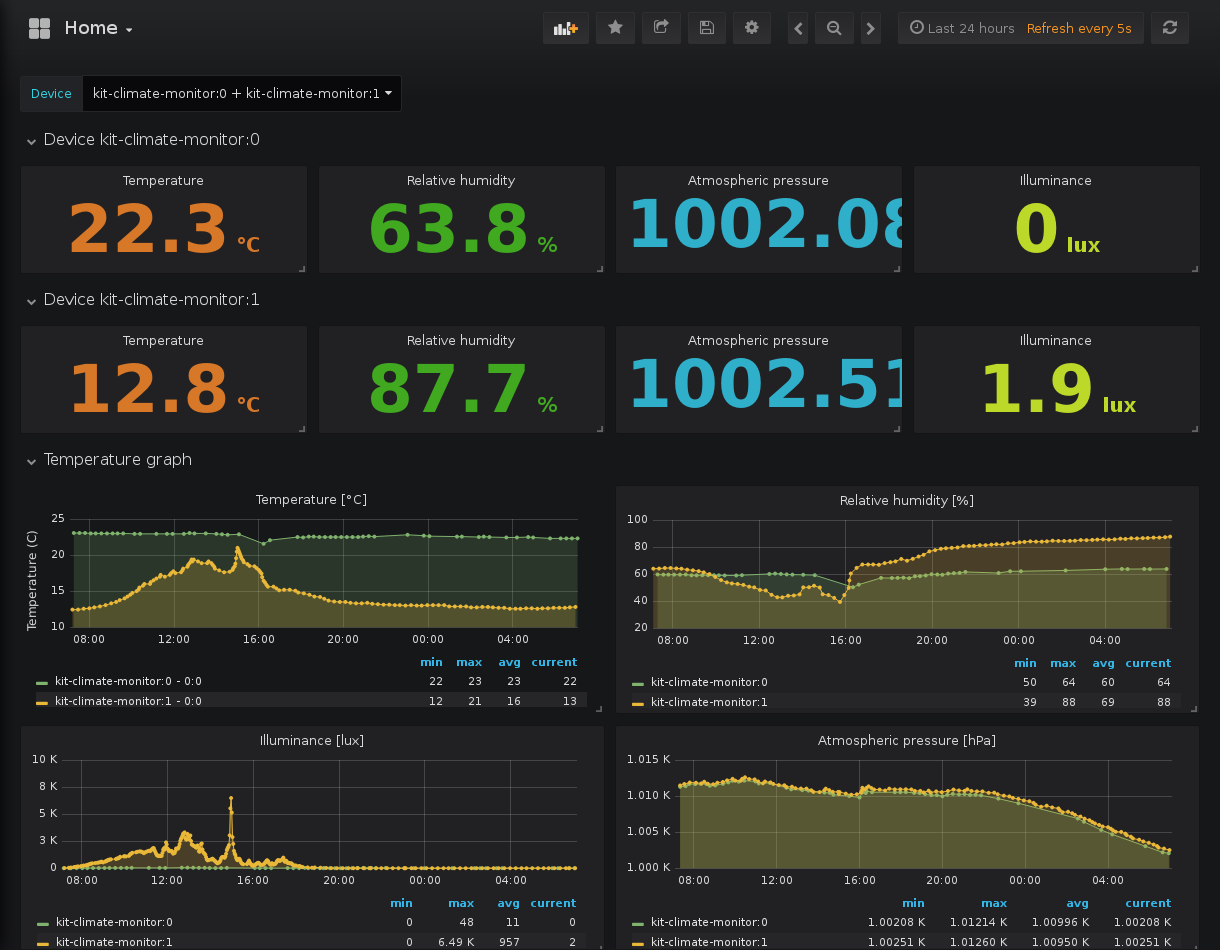 Home
Last 24 hours Refresh every 5s
Device kit-climate-monitor:0 + kit-climate-monitor:1
Device kit-climate-monitor:0
Temperature Relative humidity Atmospheric pressure Illuminance
22.3 °C 63.8 % 1002.08 0 lux
Device kit-climate-monitor:1
Temperature Relative humidity Atmospheric pressure Illuminance
12.8 °C 87.7 % 1002.51 1.9 lux
Temperature graph
Temperature [°C]
Temperature (C)
25
20
15
10
08:00 12:00 16:00 20:00 00:00 04:00
min max avg current
kit-climate-monitor:0 - 0:0 22 23 23 22
kit-climate-monitor:1 - 0:0 12 21 16 13
Relative humidity [%]
100
80
60
40
20
08:00 12:00 16:00 20:00 00:00 04:00
min max avg current
kit-climate-monitor:0 50 64 60 64
kit-climate-monitor:1 39 88 69 88
Illuminance [lux]
10 K
8 K
5 K
3 K
0
08:00 12:00 16:00 20:00 00:00 04:00
min max avg current
kit-climate-monitor:0 0 48 11 0
kit-climate-monitor:1 0 6.49 K 957 2
Atmospheric pressure [hPa]
1.015 K
1.010 K
1.005 K
1.000 K
08:00 12:00 16:00 20:00 00:00 04:00
min max avg current
kit-climate-monitor:0 1.00208 K 1.01214 K 1.00996 K 1.00208 K
kit-climate-monitor:1 1.00251 K 1.01260 K 1.00950 K 1.00251 K